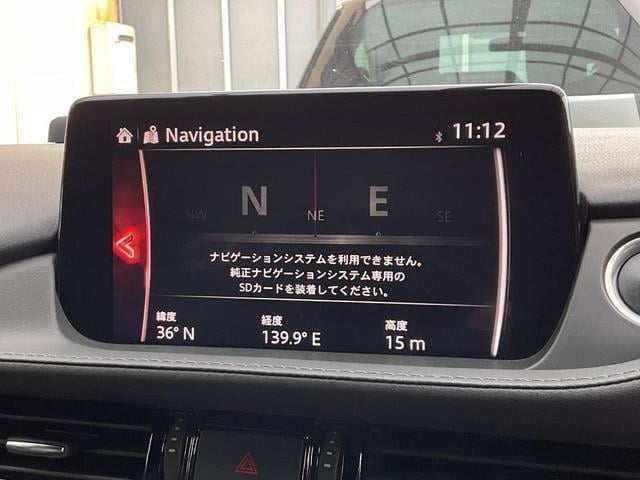 Navigation 11:12
NW N NE E SE
ナビゲーションシステムを利用できません。
純正ナビゲーションシステム専用の
SDカードを装着してください。
緯度 経度 高度
36° N 139.9° E 15 m